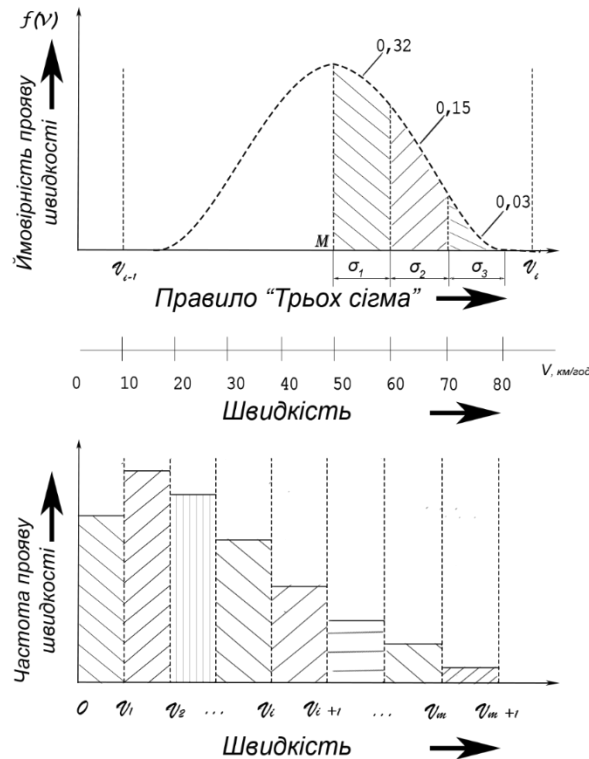 f(ν)
0,32
0,15
0,03
Ймовірність прояву
швидкості
M
v i-1
σ1
σ2
σ3
v i
Правило “Трьох сігма”
0 10 20 30 40 50 60 70 80
V, км/год
Швидкість
Частота прояву
швидкості
0 v1 v2 ... vi vi +1 ... vm vm +1
Швидкість